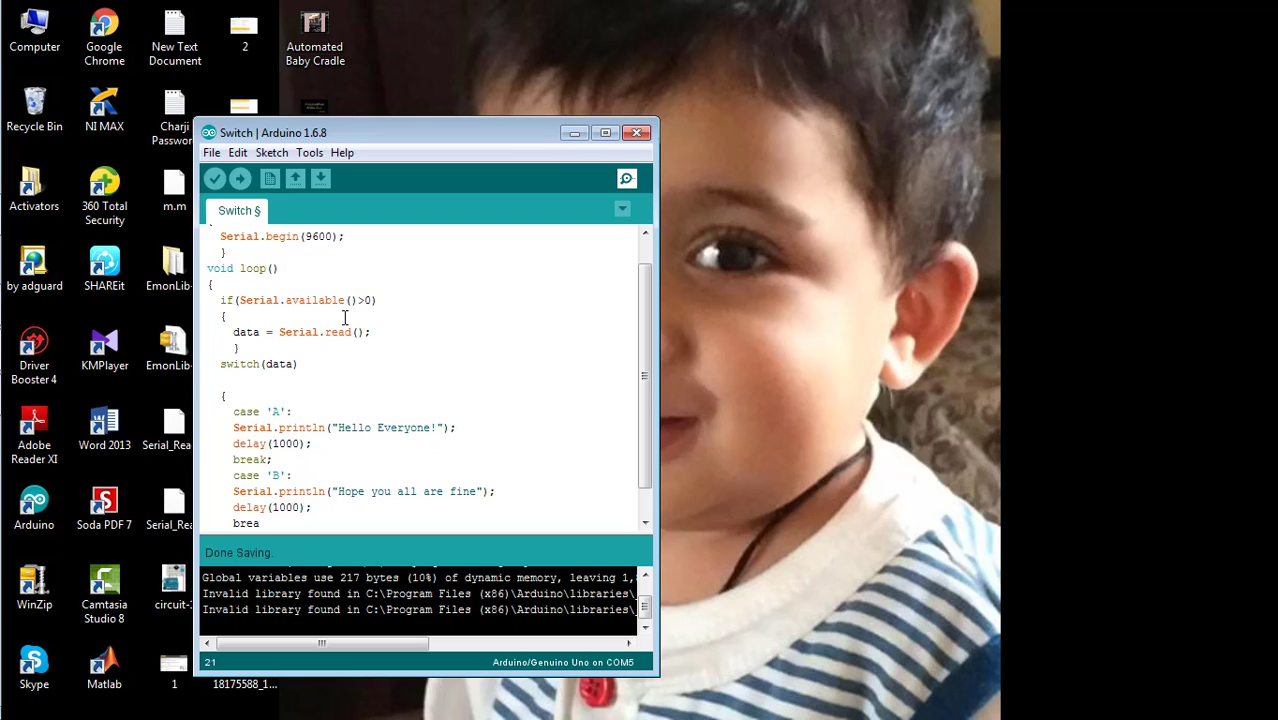 Computer
Google
Chrome
New Text
Document
2
Automated
Baby Cradle
Recycle Bin
NI MAX
Charji
Password
Activators
360 Total
Security
m.m
by adguard
SHAREit
EmonLib
Driver
Booster 4
KMPlayer
EmonLib
Adobe
Reader XI
Word 2013
Serial_Rea
Arduino
Soda PDF 7
Serial_Rea
WinZip
Camtasia
Studio 8
circuit-
Skype
Matlab
1
18175588_1...
Switch | Arduino 1.6.8
File Edit Sketch Tools Help
Switch §
Serial.begin(9600);
}
void loop()
{
if(Serial.available()>0)
{
data = Serial.read();
}
switch(data)
{
case 'A':
Serial.println("Hello Everyone!");
delay(1000);
break;
case 'B':
Serial.println("Hope you all are fine");
delay(1000);
brea
Done Saving.
Global variables use 217 bytes (10%) of dynamic memory, leaving 1,
Invalid library found in C:\Program Files (x86)\Arduino\libraries\
Invalid library found in C:\Program Files (x86)\Arduino\libraries\
21
Arduino/Genuino Uno on COM5